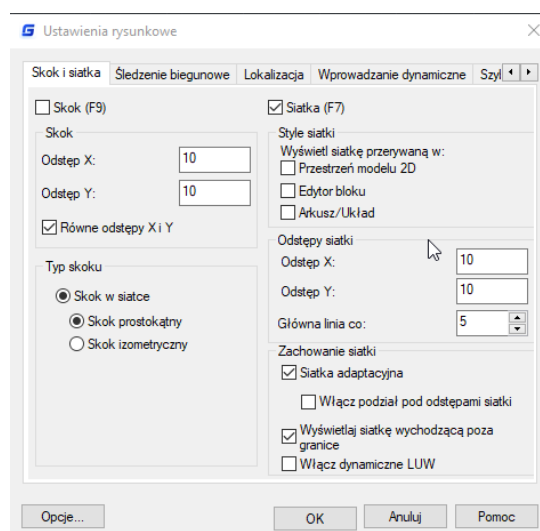 Ustawienia rysunkowe
Skok i siatka Śledzenie biegunowe Lokalizacja Wprowadzanie dynamiczne Szyl
Skok (F9)
Skok
Odstęp X: 10
Odstęp Y: 10
Równe odstępy X i Y
Typ skoku
Skok w siatce
Skok prostokątny
Skok izometryczny
Siatka (F7)
Style siatki
Wyświetl siatkę przerywaną w:
Przestrzeń modelu 2D
Edytor bloku
Arkusz/Układ
Odstępy siatki
Odstęp X: 10
Odstęp Y: 10
Główna linia co: 5
Zachowanie siatki
Siatka adaptacyjna
Włącz podział pod odstępami siatki
Wyświetlaj siatkę wychodzącą poza
granice
Włącz dynamiczne LUW
Opcje... OK Anuluj Pomoc